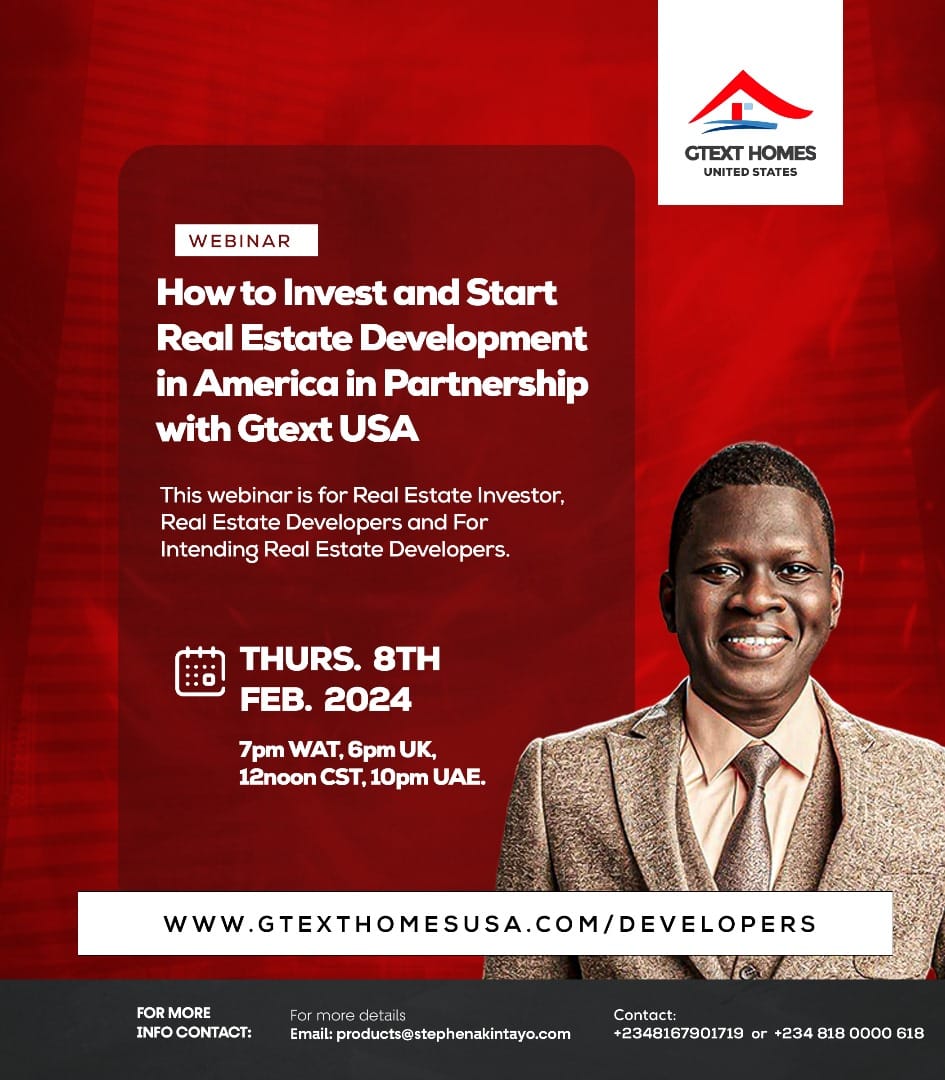 GTEXT HOMES
UNITED STATES
WEBINAR
How to Invest and Start
Real Estate Development
in America in Partnership
with Gtext USA
This webinar is for Real Estate Investor,
Real Estate Developers and For
Intending Real Estate Developers.
THURS. 8TH
FEB. 2024
7pm WAT, 6pm UK,
12noon CST, 10pm UAE.
WWW.GTEXTHOMESUSA.COM/DEVELOPERS
FOR MORE
INFO CONTACT:
For more details
Email: products@stephenakintayo.com
Contact:
+2348167901719 or +234 818 0000 618